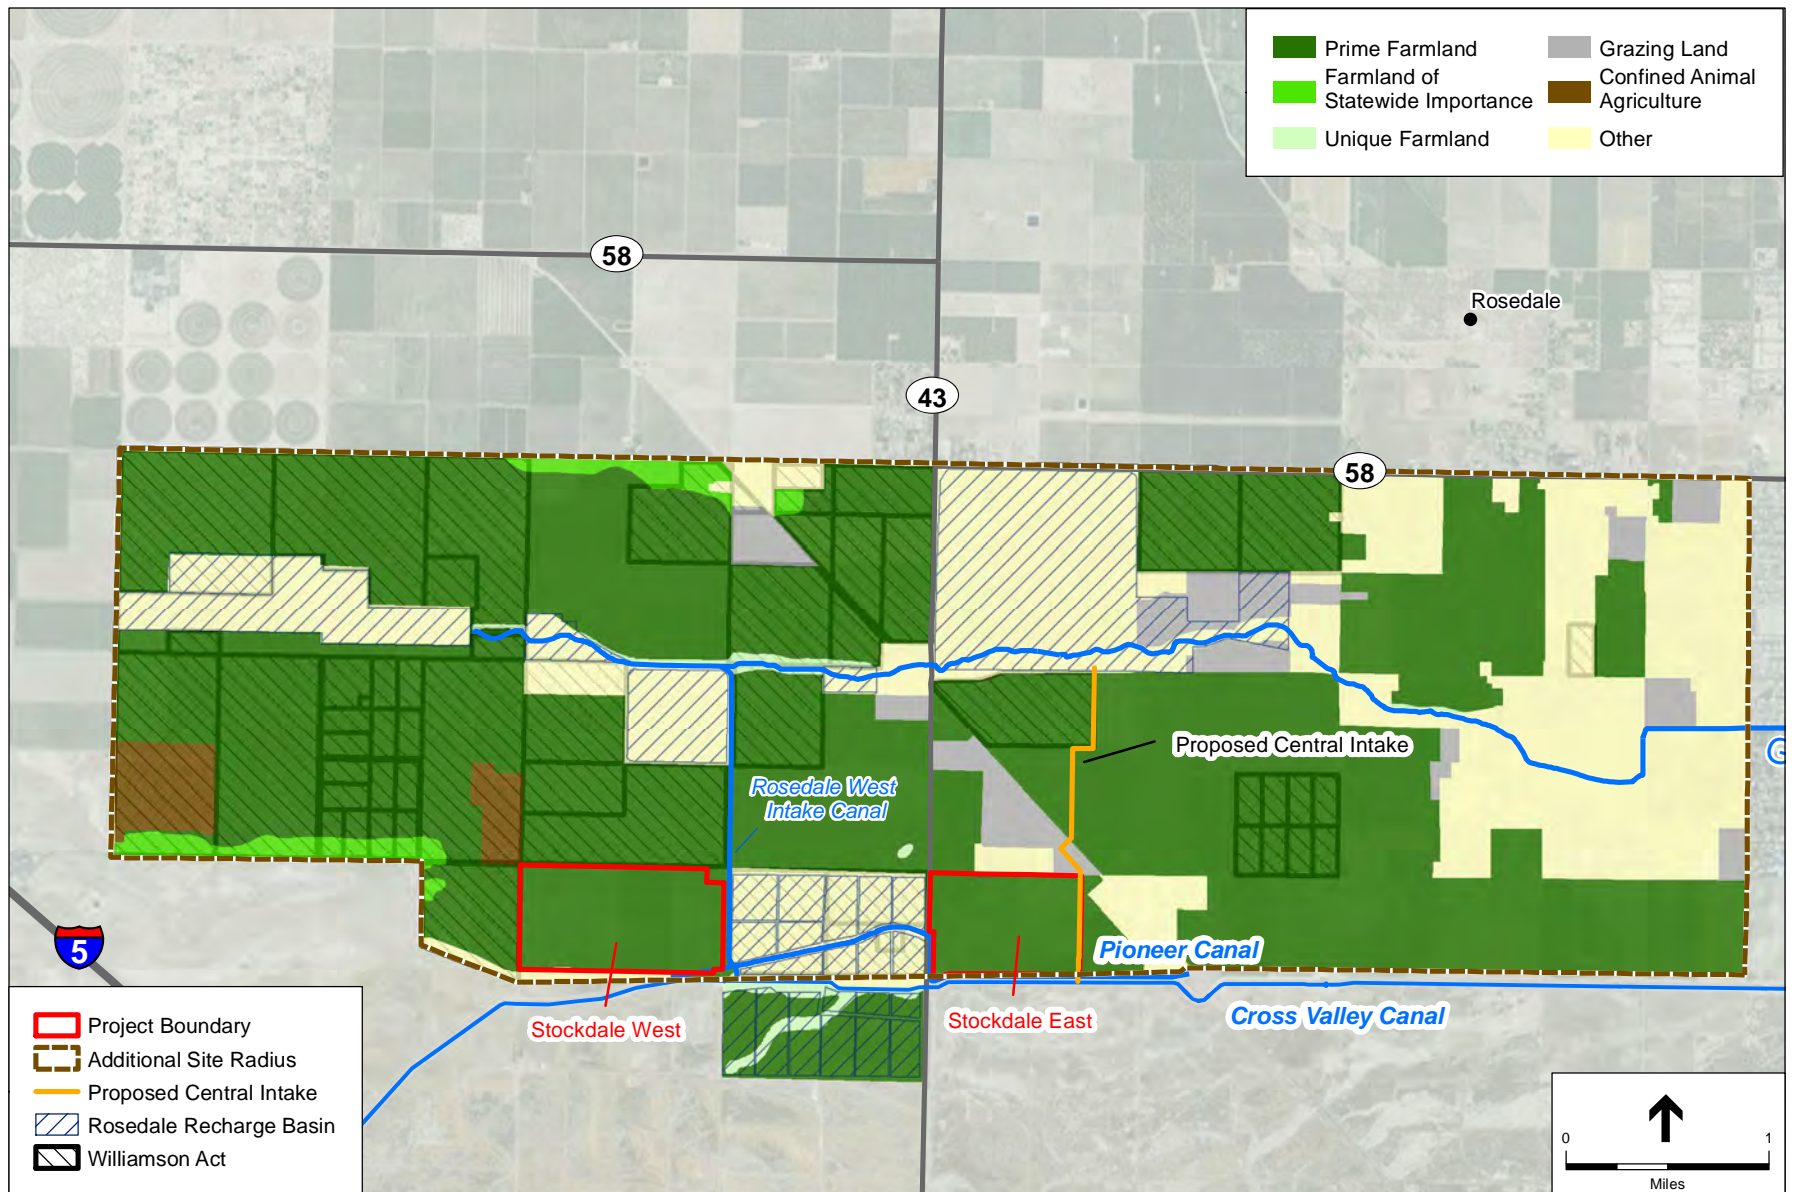 Prime Farmland
Farmland of
Statewide Importance
Unique Farmland
Grazing Land
Confined Animal
Agriculture
Other
58
Rosedale
43
58
Proposed Central Intake
Rosedale West
Intake Canal
G
5
Pioneer Canal
Cross Valley Canal
Stockdale West
Stockdale East
Project Boundary
Additional Site Radius
Proposed Central Intake
Rosedale Recharge Basin
Williamson Act
0 1
Miles